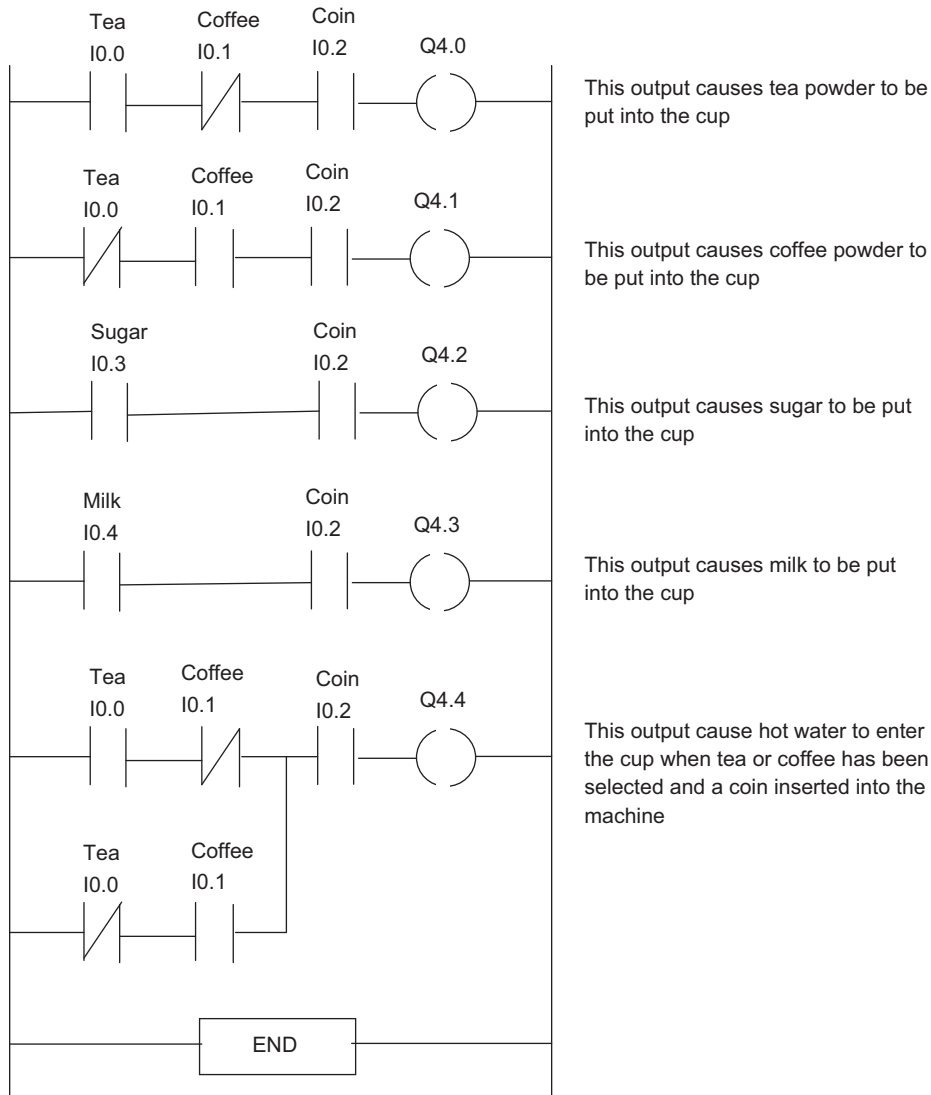 Tea Coffee Coin
I0.0 I0.1 I0.2 Q4.0
This output causes tea powder to be
put into the cup
Tea Coffee Coin
I0.0 I0.1 I0.2 Q4.1
This output causes coffee powder to
be put into the cup
Sugar Coin
I0.3 I0.2 Q4.2
This output causes sugar to be put
into the cup
Milk Coin
I0.4 I0.2 Q4.3
This output causes milk to be put
into the cup
Tea Coffee Coin
I0.0 I0.1 I0.2 Q4.4
This output cause hot water to enter
the cup when tea or coffee has been
selected and a coin inserted into the
machine
Tea Coffee
I0.0 I0.1
END